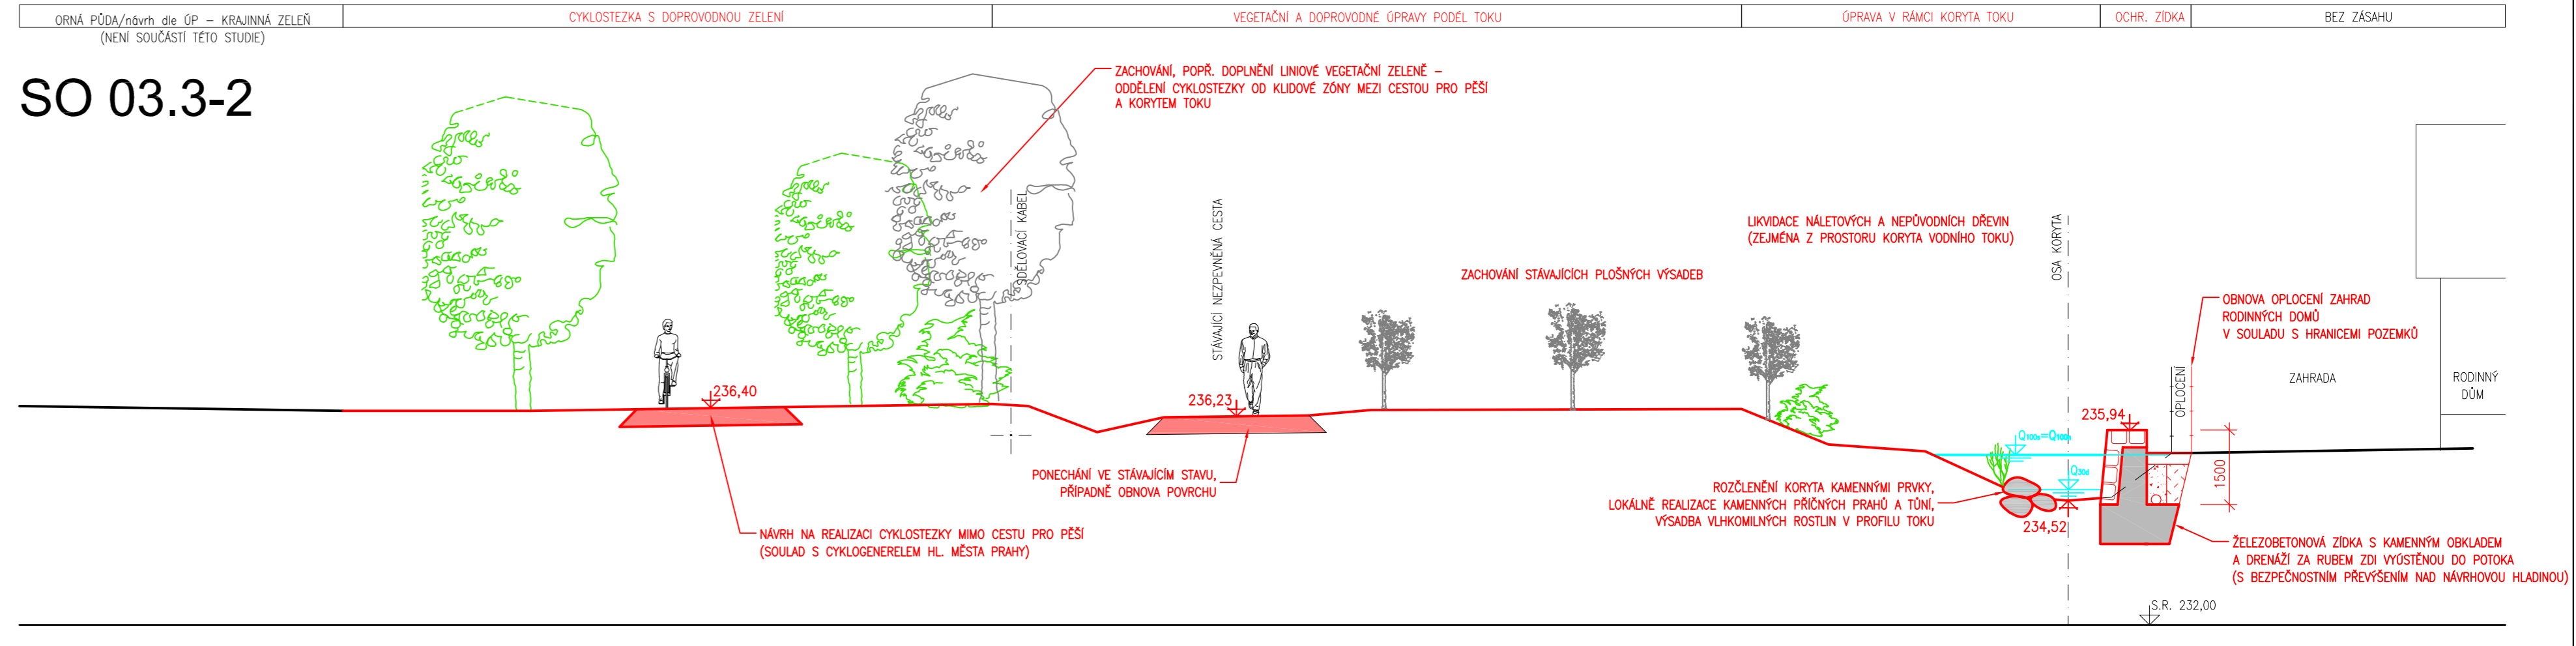 ORNÁ PŮDA/návrh dle ÚP – KRAJINNÁ ZELEŇ
(NENÍ SOUČÁSTÍ TÉTO STUDIE)
CYKLOSTEZKA S DOPROVODNOU ZELENÍ
VEGETAČNÍ A DOPROVODNÉ ÚPRAVY PODÉL TOKU
ÚPRAVA V RÁMCI KORYTA TOKU
OCHR. ZÍDKA
BEZ ZÁSAHU
SO 03.3-2
ZACHOVÁNÍ, POPŘ. DOPLNĚNÍ LINIOVÉ VEGETAČNÍ ZELENĚ –
ODDĚLENÍ CYKLOSTEZKY OD KLIDOVÉ ZÓNY MEZI CESTOU PRO PĚŠÍ
A KORYTEM TOKU
SDĚLOVACÍ KABEL
STÁVAJÍCÍ NEZPEVNĚNÁ CESTA
LIKVIDACE NÁLETOVÝCH A NEPŮVODNÍCH DŘEVIN
(ZEJMÉNA Z PROSTORU KORYTA VODNÍHO TOKU)
OSA KORYTA
ZACHOVÁNÍ STÁVAJÍCÍCH PLOŠNÝCH VÝSADEB
OBNOVA OPLOCENÍ ZAHRAD
RODINNÝCH DOMŮ
V SOULADU S HRANICEMI POZEMKŮ
OPLOCENÍ
ZAHRADA
RODINNÝ
DŮM
236,40
236,23
235,94
Q100n=Q100s
Q30d
1500
PONECHÁNÍ VE STÁVAJÍCÍM STAVU,
PŘÍPADNĚ OBNOVA POVRCHU
ROZČLENĚNÍ KORYTA KAMENNÝMI PRVKY,
LOKÁLNĚ REALIZACE KAMENNÝCH PŘÍČNÝCH PRAHŮ A TŮNÍ,
VÝSADBA VLHKOMILNÝCH ROSTLIN V PROFILU TOKU
234,52
NÁVRH NA REALIZACI CYKLOSTEZKY MIMO CESTU PRO PĚŠÍ
(SOULAD S CYKLOGENERELEM HL. MĚSTA PRAHY)
ŽELEZOBETONOVÁ ZÍDKA S KAMENNÝM OBKLADEM
A DRENÁŽÍ ZA RUBEM ZDI VYÚSTĚNOU DO POTOKA
(S BEZPEČNOSTNÍM PŘEVÝŠENÍM NAD NÁVRHOVOU HLADINOU)
S.R. 232,00